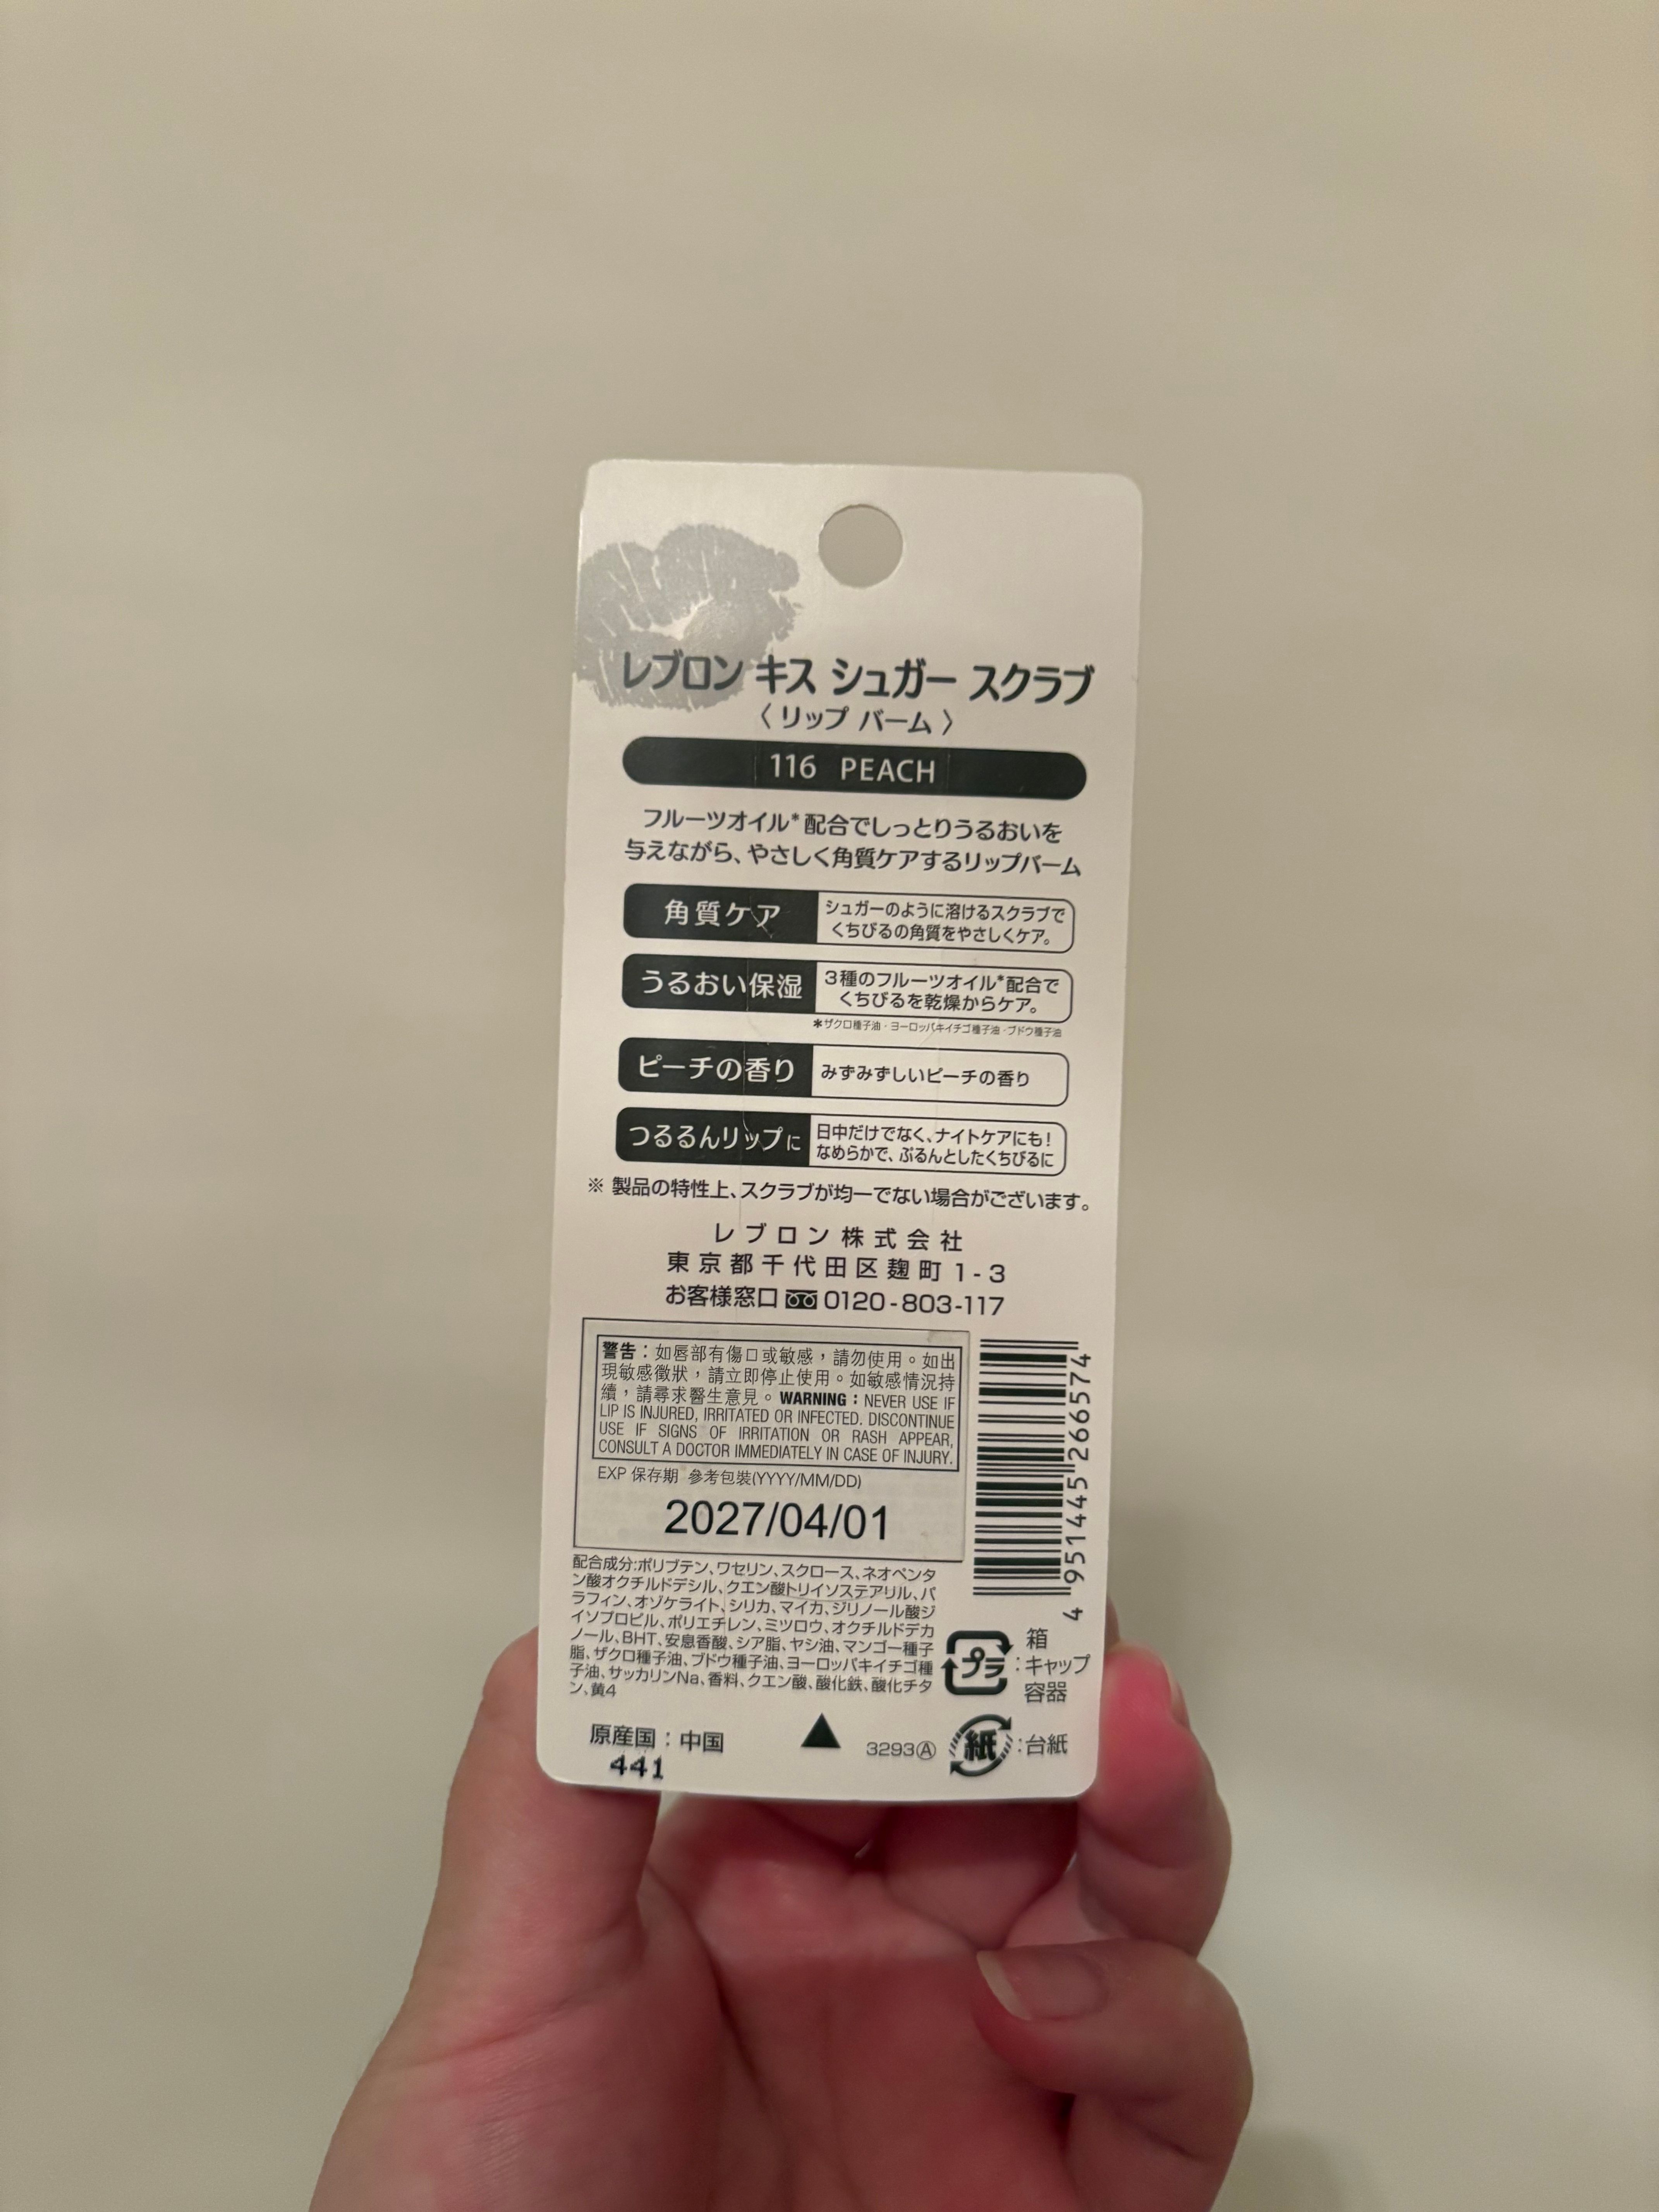 レブロン キス シュガー スクラブ
〈 リップ バーム 〉
116 PEACH
フルーツオイル*配合でしっとりうるおいを
与えながら、やさしく角質ケアするリップバーム
角質ケア
シュガーのように溶けるスクラブで
くちびるの角質をやさしくケア。
うるおい保湿
3種のフルーツオイル*配合で
くちびるを乾燥からケア。
*ザクロ種子油・ヨーロッパキイチゴ種子油・ブドウ種子油
ピーチの香り
みずみずしいピーチの香り
つるるんリップに
日中だけでなく、ナイトケアにも!
なめらかで、ぷるんとしたくちびるに
※ 製品の特性上、スクラブが均一でない場合がございます。
レブロン株式会社
東京都千代田区麹町1-3
お客様窓口 0120-803-117
警告：如唇部有傷口或敏感，請勿使用。如出
現敏感徵狀，請立即停止使用。如敏感情況持
續，請尋求醫生意見。WARNING：NEVER USE IF
LIP IS INJURED, IRRITATED OR INFECTED. DISCONTINUE
USE IF SIGNS OF IRRITATION OR RASH APPEAR,
CONSULT A DOCTOR IMMEDIATELY IN CASE OF INJURY.
EXP 保存期 參考包裝(YYYY/MM/DD)
2027/04/01
4 951445 266574
配合成分:ポリブテン、ワセリン、スクロース、ネオペンタ
ン酸オクチルドデシル、クエン酸トリイソステアリル、パ
ラフィン、オゾケライト、シリカ、マイカ、ジリノール酸ジ
イソプロピル、ポリエチレン、ミツロウ、オクチルドデカ
ノール、BHT、安息香酸、シア脂、ヤシ油、マンゴー種子
脂、ザクロ種子油、ブドウ種子油、ヨーロッパキイチゴ種
子油、サッカリンNa、香料、クエン酸、酸化鉄、酸化チタ
ン、黄4
プラ
箱
:キャップ
容器
原産国：中国
441
3293Ⓐ
紙
:台紙